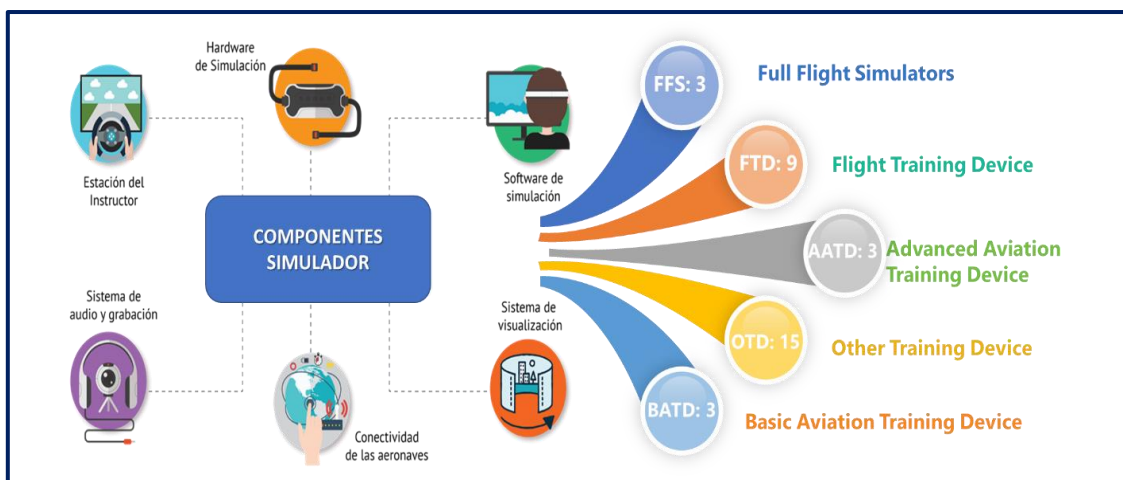 Hardware
de Simulación
Estación del
Instructor
Software de
simulación
COMPONENTES
SIMULADOR
Sistema de
audio y grabación
Conectividad
de las aeronaves
Sistema de
visualización
FFS: 3
Full Flight Simulators
FTD: 9
Flight Training Device
AATD: 3
Advanced Aviation
Training Device
OTD: 15
Other Training Device
BATD: 3
Basic Aviation Training Device